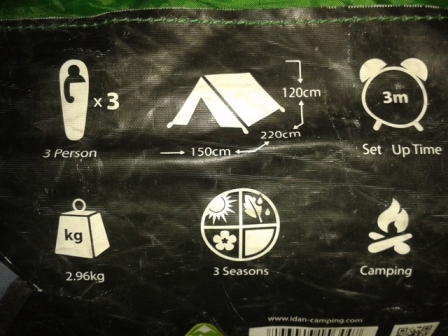 x 3
3 Person
120cm
220cm
150cm
3m
Set Up Time
kg
2.96kg
3 Seasons
Camping
www.idan-camping.com